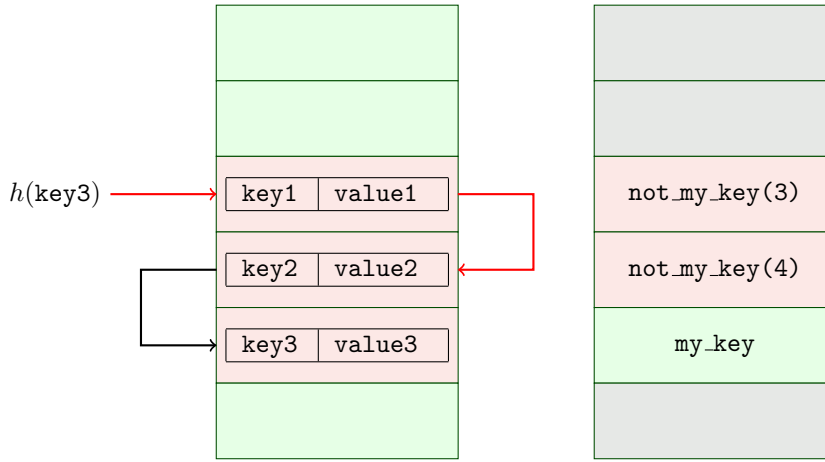 h(key3)
key1 value1
not_my_key(3)
key2 value2
not_my_key(4)
key3 value3
my_key